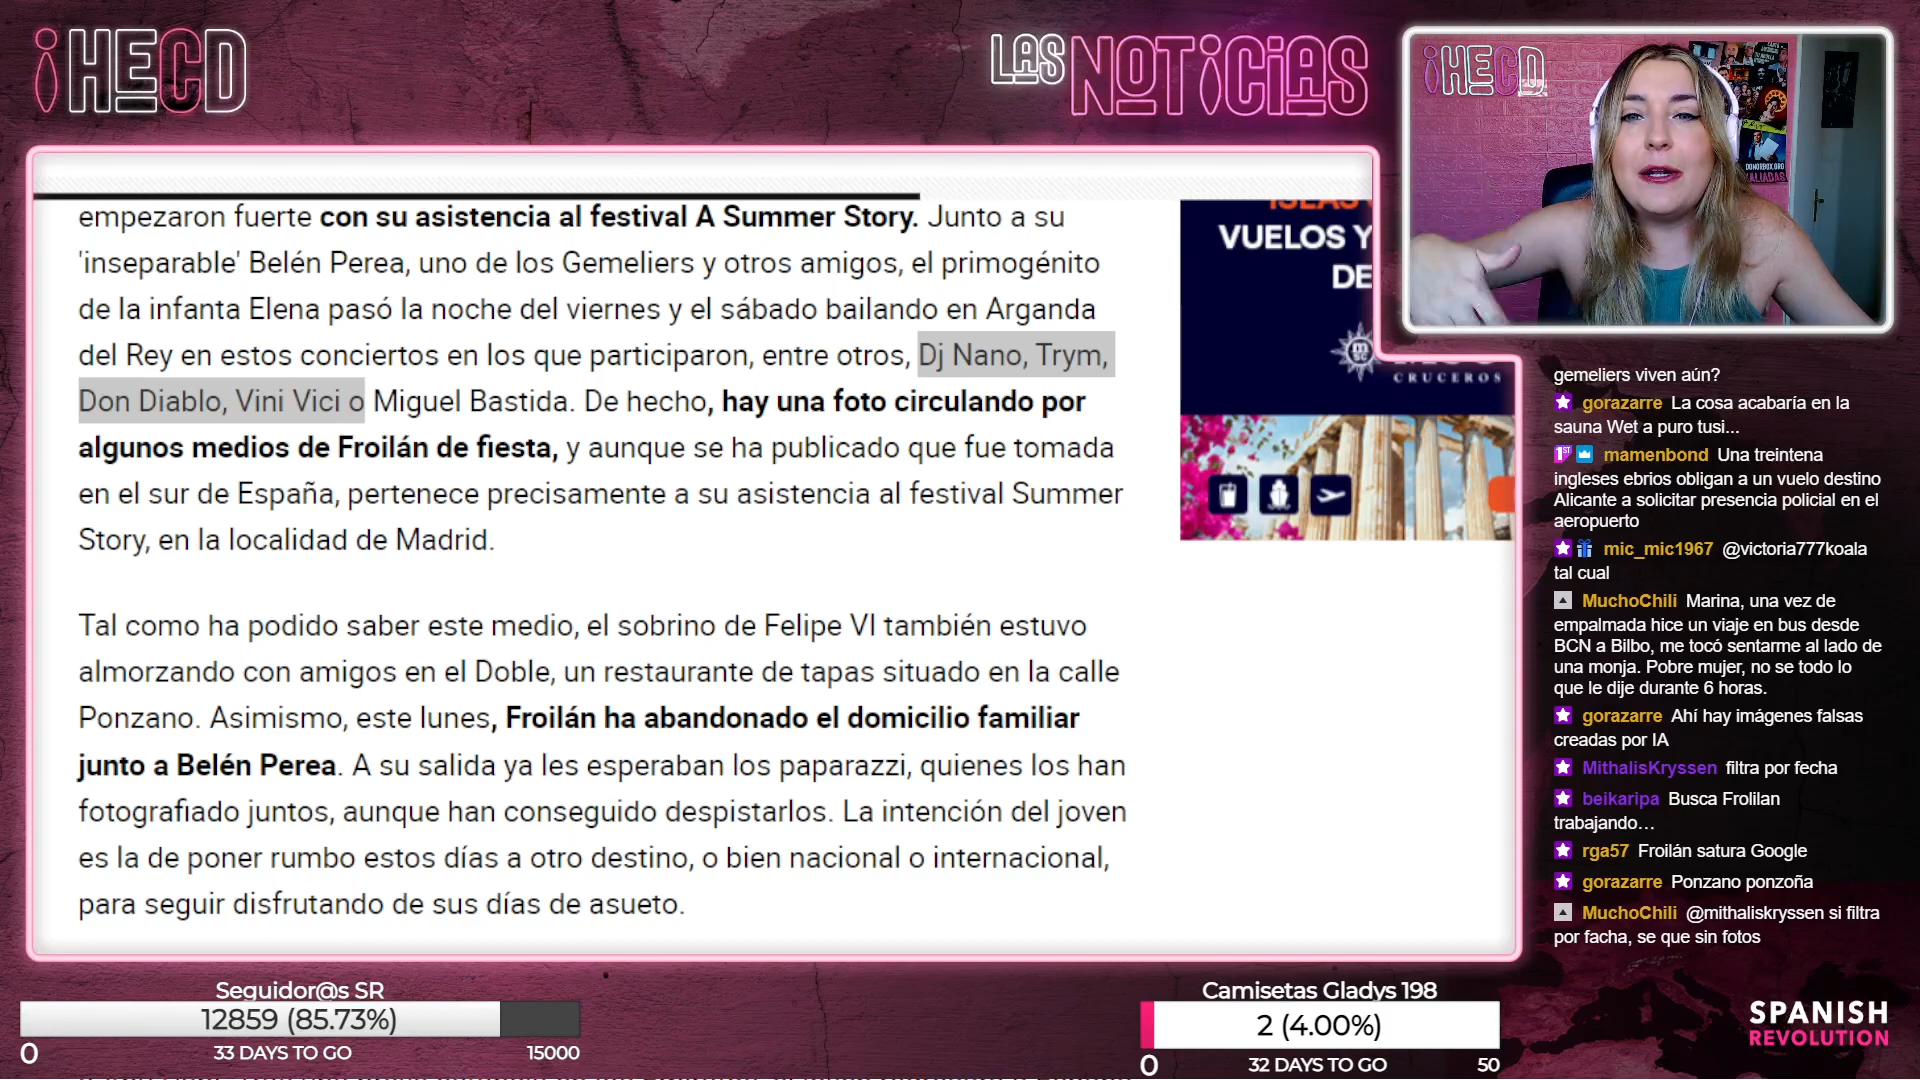 HECD
LAS NOTICIAS
HECD
DONORBOX.ORG
ALIADAS
empezaron fuerte con su asistencia al festival A Summer Story. Junto a su
'inseparable' Belén Perea, uno de los Gemeliers y otros amigos, el primogénito
de la infanta Elena pasó la noche del viernes y el sábado bailando en Arganda
del Rey en estos conciertos en los que participaron, entre otros, Dj Nano, Trym,
Don Diablo, Vini Vici o Miguel Bastida. De hecho, hay una foto circulando por
algunos medios de Froilán de fiesta, y aunque se ha publicado que fue tomada
en el sur de España, pertenece precisamente a su asistencia al festival Summer
Story, en la localidad de Madrid.
Tal como ha podido saber este medio, el sobrino de Felipe VI también estuvo
almorzando con amigos en el Doble, un restaurante de tapas situado en la calle
Ponzano. Asimismo, este lunes, Froilán ha abandonado el domicilio familiar
junto a Belén Perea. A su salida ya les esperaban los paparazzi, quienes los han
fotografiado juntos, aunque han conseguido despistarlos. La intención del joven
es la de poner rumbo estos días a otro destino, o bien nacional o internacional,
para seguir disfrutando de sus días de asueto.
VUELOS Y
DE
CRUCEROS
gemeliers viven aún?
gorazarre La cosa acabaría en la
sauna Wet a puro tusi...
1ST mamenbond Una treintena
ingleses ebrios obligan a un vuelo destino
Alicante a solicitar presencia policial en el
aeropuerto
mic_mic1967 @victoria777koala
tal cual
MuchoChili Marina, una vez de
empalmada hice un viaje en bus desde
BCN a Bilbo, me tocó sentarme al lado de
una monja. Pobre mujer, no se todo lo
que le dije durante 6 horas.
gorazarre Ahí hay imágenes falsas
creadas por IA
MithalisKryssen filtra por fecha
beikaripa Busca Frolilan
trabajando…
rga57 Froilán satura Google
gorazarre Ponzano ponzoña
MuchoChili @mithaliskryssen si filtra
por facha, se que sin fotos
Seguidor@s SR
12859 (85.73%)
0 33 DAYS TO GO 15000
Camisetas Gladys 198
2 (4.00%)
0 32 DAYS TO GO 50
SPANISH
REVOLUTION